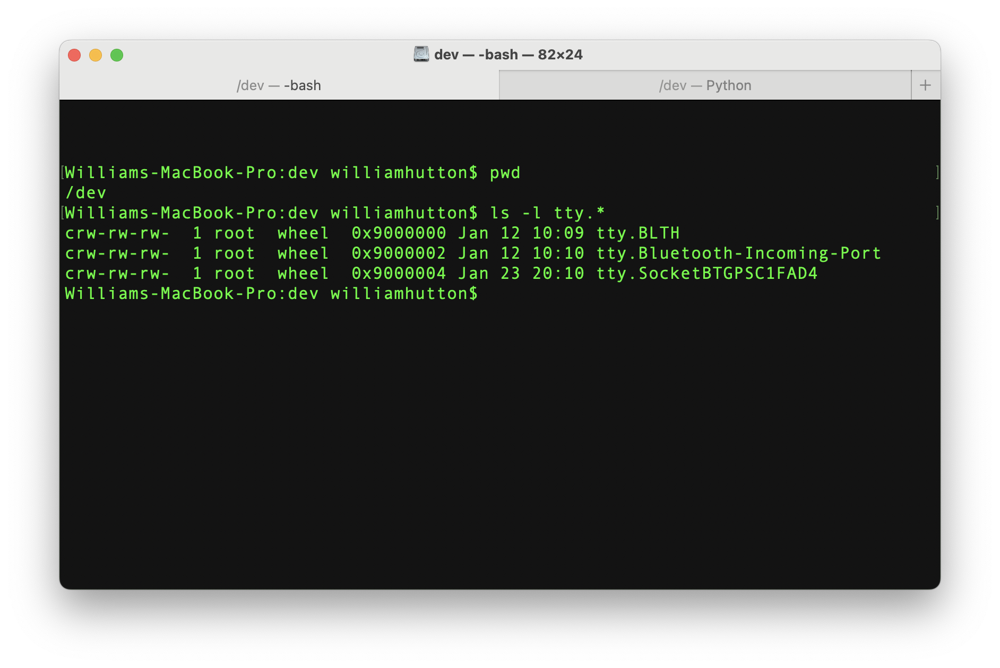 dev — -bash — 82×24
/dev — -bash
/dev — Python
+
[Williams-MacBook-Pro:dev williamhutton$ pwd ]
/dev
[Williams-MacBook-Pro:dev williamhutton$ ls -l tty.* ]
crw-rw-rw-  1 root  wheel  0x9000000 Jan 12 10:09 tty.BLTH
crw-rw-rw-  1 root  wheel  0x9000002 Jan 12 10:10 tty.Bluetooth-Incoming-Port
crw-rw-rw-  1 root  wheel  0x9000004 Jan 23 20:10 tty.SocketBTGPSC1FAD4
Williams-MacBook-Pro:dev williamhutton$